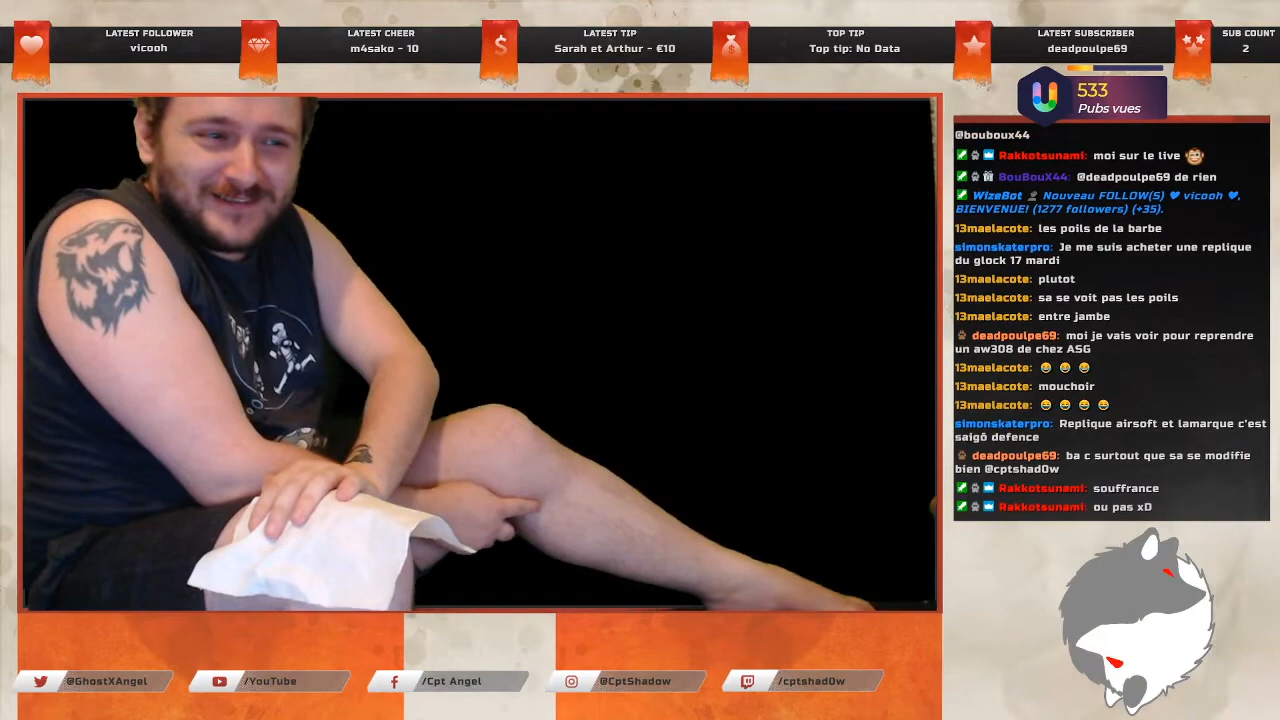 LATEST FOLLOWER
vicooh
LATEST CHEER
m4sako - 10
LATEST TIP
Sarah et Arthur - €10
TOP TIP
Top tip: No Data
LATEST SUBSCRIBER
deadpoulpe69
SUB COUNT
2
533
Pubs vues
@bouboux44
Rakkotsunami: moi sur le live
BouBouX44: @deadpoulpe69 de rien
WizeBot Nouveau FOLLOW(S) vicooh ,
BIENVENUE! (1277 followers) (+35).
13maelacote: les poils de la barbe
simonskaterpro: Je me suis acheter une replique
du glock 17 mardi
13maelacote: plutot
13maelacote: sa se voit pas les poils
13maelacote: entre jambe
deadpoulpe69: moi je vais voir pour reprendre
un aw308 de chez ASG
13maelacote: 😂 😂 😂
13maelacote: mouchoir
13maelacote: 😂 😂 😂 😂
simonskaterpro: Replique airsoft et lamarque c'est
saigō defence
deadpoulpe69: ba c surtout que sa se modifie
bien @cptshad0w
Rakkotsunami: souffrance
Rakkotsunami: ou pas xD
@GhostXAngel
/YouTube
/Cpt Angel
@CptShadow
/cptshad0w